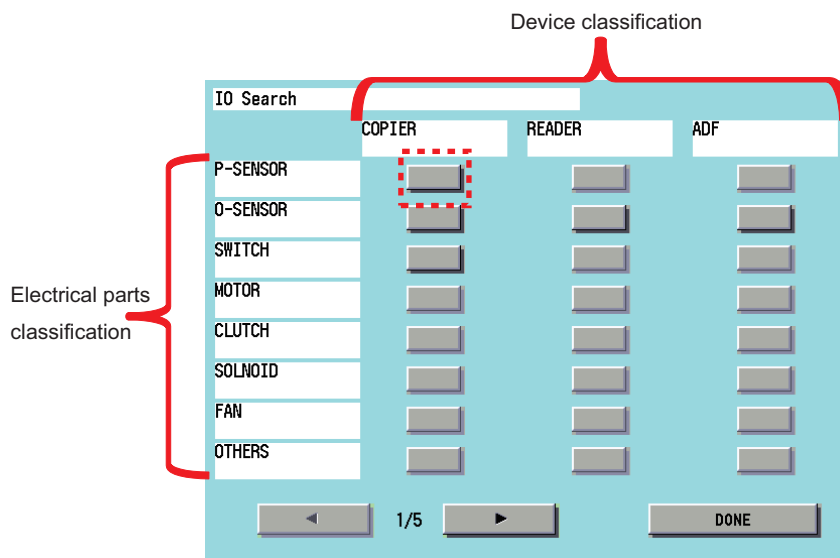 Device classification
IO Search
COPIER READER ADF
P-SENSOR
O-SENSOR
SWITCH
MOTOR
CLUTCH
SOLNOID
FAN
OTHERS
Electrical parts
classification
◄ 1/5 ► DONE